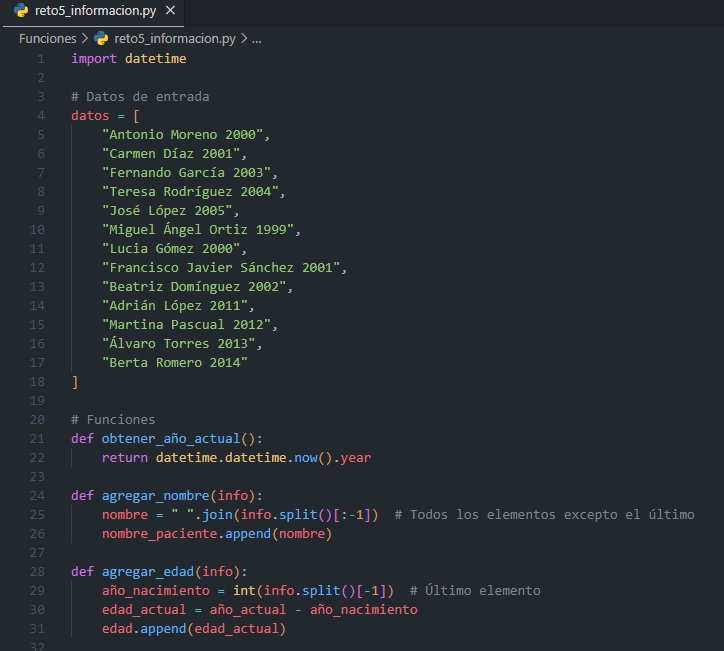 reto5_informacion.py ×
Funciones > reto5_informacion.py > ...
1 import datetime
2
3 # Datos de entrada
4 datos = [
5 "Antonio Moreno 2000",
6 "Carmen Díaz 2001",
7 "Fernando García 2003",
8 "Teresa Rodríguez 2004",
9 "José López 2005",
10 "Miguel Ángel Ortiz 1999",
11 "Lucia Gómez 2000",
12 "Francisco Javier Sánchez 2001",
13 "Beatriz Domínguez 2002",
14 "Adrián López 2011",
15 "Martina Pascual 2012",
16 "Álvaro Torres 2013",
17 "Berta Romero 2014"
18 ]
19
20 # Funciones
21 def obtener_año_actual():
22 return datetime.datetime.now().year
23
24 def agregar_nombre(info):
25 nombre = " ".join(info.split()[:-1]) # Todos los elementos excepto el último
26 nombre_paciente.append(nombre)
27
28 def agregar_edad(info):
29 año_nacimiento = int(info.split()[-1]) # Último elemento
30 edad_actual = año_actual - año_nacimiento
31 edad.append(edad_actual)
32